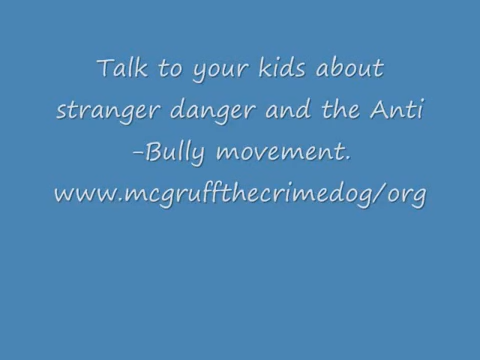 Talk to your kids about
stranger danger and the Anti
-Bully movement.
www.mcgruffthecrimedog/org